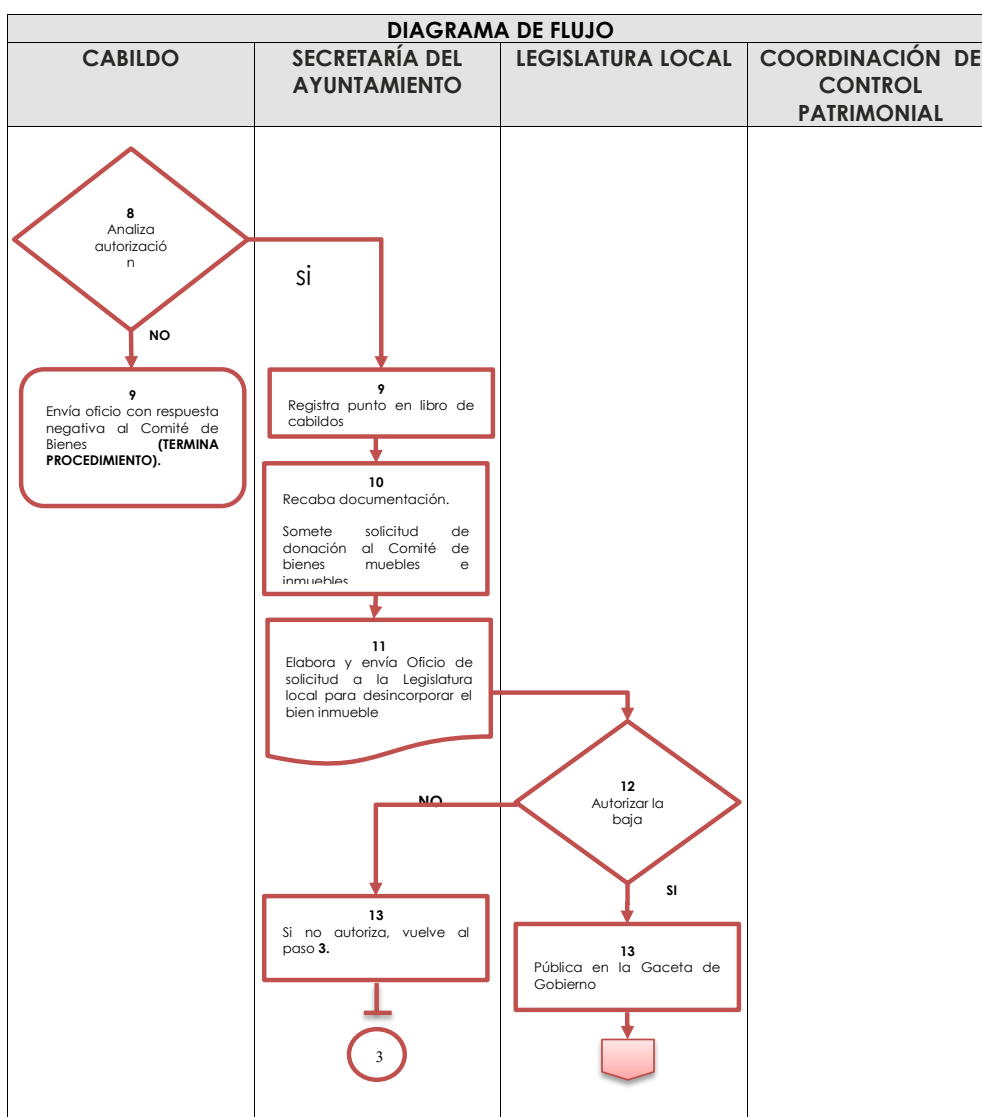 DIAGRAMA DE FLUJO
CABILDO
SECRETARÍA DEL
AYUNTAMIENTO
LEGISLATURA LOCAL
COORDINACIÓN DE
CONTROL
PATRIMONIAL
8
Analiza
autorizació
n
si
NO
9
Envía oficio con respuesta
negativa al Comité de
Bienes (TERMINA
PROCEDIMIENTO).
9
Registra punto en libro de
cabildos
10
Recaba documentación.
Somete solicitud de
donación al Comité de
bienes muebles e
inmuebles
11
Elabora y envía Oficio de
solicitud a la Legislatura
local para desincorporar el
bien inmueble
12
Autorizar la
baja
NO
SI
13
Si no autoriza, vuelve al
paso 3.
13
Pública en la Gaceta de
Gobierno
3